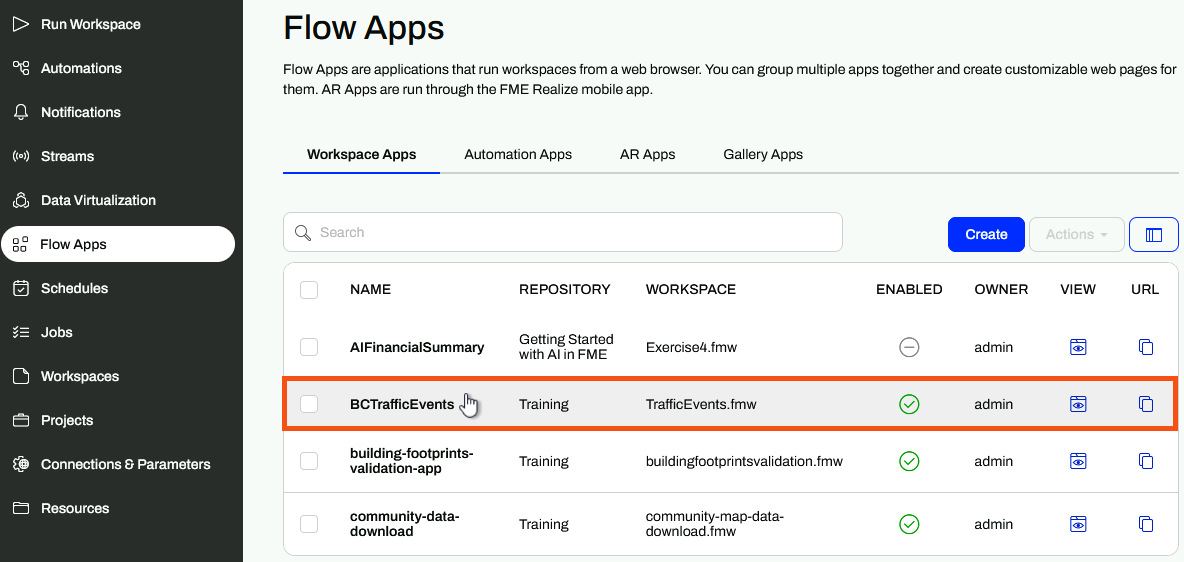 Run Workspace
Automations
Notifications
Streams
Data Virtualization
Flow Apps
Schedules
Jobs
Workspaces
Projects
Connections & Parameters
Resources
Flow Apps
Flow Apps are applications that run workspaces from a web browser. You can group multiple apps together and create customizable web pages for
them. AR Apps are run through the FME Realize mobile app.
Workspace Apps Automation Apps AR Apps Gallery Apps
Search Create Actions
NAME REPOSITORY WORKSPACE ENABLED OWNER VIEW URL
AIFinancialSummary Getting Started
with AI in FME Exercise4.fmw admin
BCTrafficEvents Training TrafficEvents.fmw admin
building-footprints-
validation-app Training buildingfootprintsvalidation.fmw admin
community-data-
download Training community-map-data-
download.fmw admin